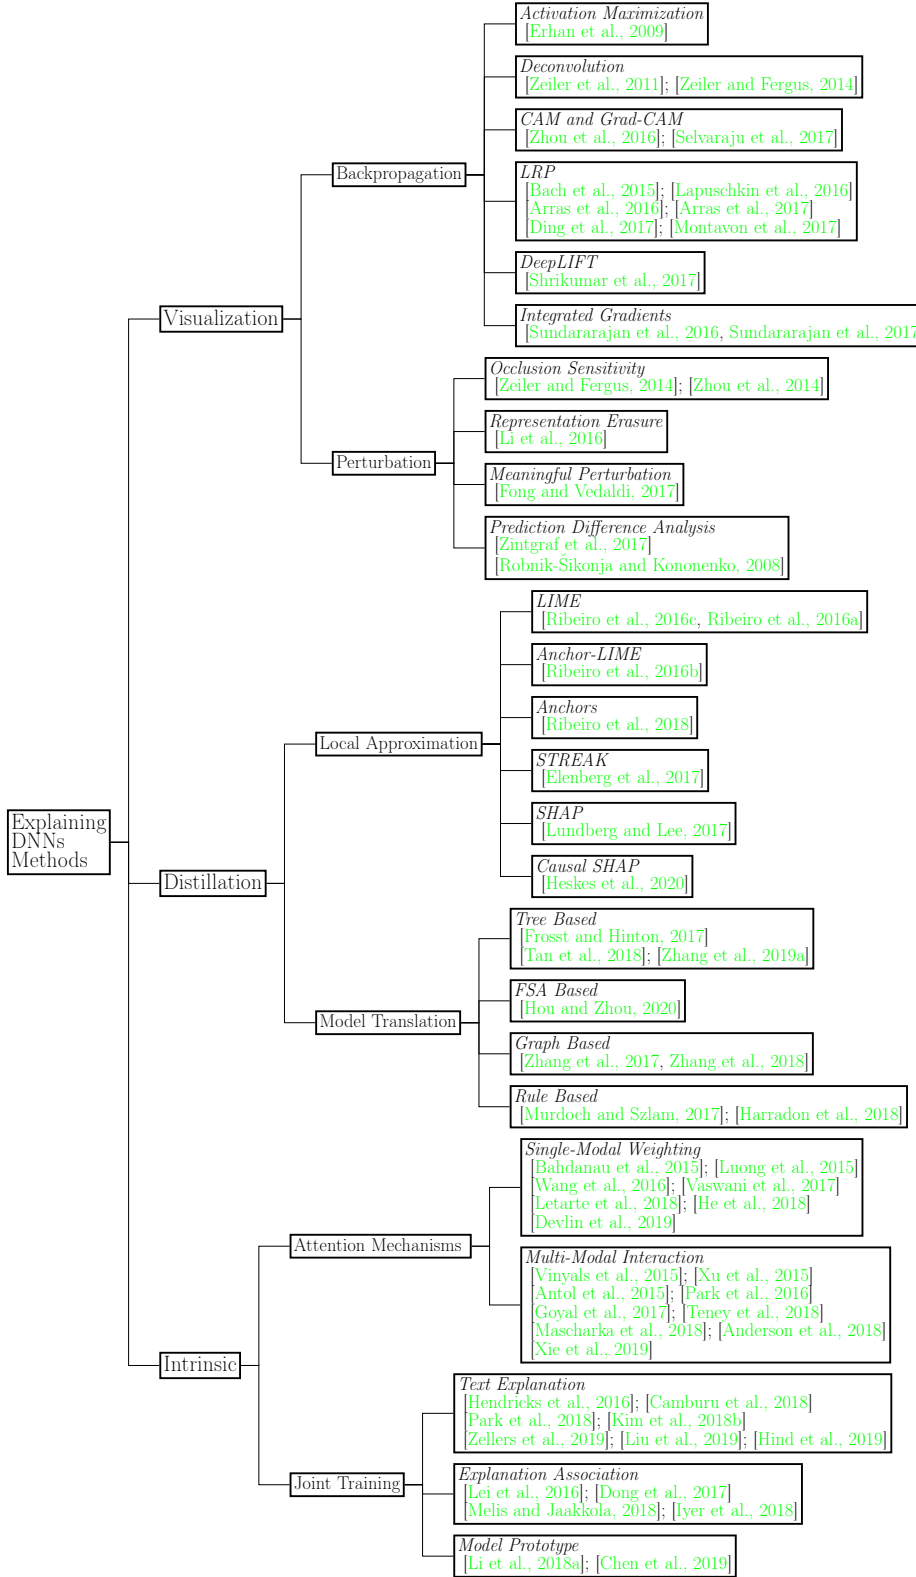 Activation Maximization
[Erhan et al., 2009]
Deconvolution
[Zeiler et al., 2011]; [Zeiler and Fergus, 2014]
CAM and Grad-CAM
[Zhou et al., 2016]; [Selvaraju et al., 2017]
LRP
[Bach et al., 2015]; [Lapuschkin et al., 2016]
[Arras et al., 2016]; [Arras et al., 2017]
[Ding et al., 2017]; [Montavon et al., 2017]
DeepLIFT
[Shrikumar et al., 2017]
Integrated Gradients
[Sundararajan et al., 2016, Sundararajan et al., 2017
Backpropagation
Visualization
Occlusion Sensitivity
[Zeiler and Fergus, 2014]; [Zhou et al., 2014]
Representation Erasure
[Li et al., 2016]
Meaningful Perturbation
[Fong and Vedaldi, 2017]
Prediction Difference Analysis
[Zintgraf et al., 2017]
[Robnik-Šikonja and Kononenko, 2008]
Perturbation
LIME
[Ribeiro et al., 2016c, Ribeiro et al., 2016a]
Anchor-LIME
[Ribeiro et al., 2016b]
Anchors
[Ribeiro et al., 2018]
STREAK
[Elenberg et al., 2017]
SHAP
[Lundberg and Lee, 2017]
Causal SHAP
[Heskes et al., 2020]
Local Approximation
Explaining
DNNs
Methods
Distillation
Tree Based
[Frosst and Hinton, 2017]
[Tan et al., 2018]; [Zhang et al., 2019a]
FSA Based
[Hou and Zhou, 2020]
Graph Based
[Zhang et al., 2017, Zhang et al., 2018]
Rule Based
[Murdoch and Szlam, 2017]; [Harradon et al., 2018]
Model Translation
Single-Modal Weighting
[Bahdanau et al., 2015]; [Luong et al., 2015]
[Wang et al., 2016]; [Vaswani et al., 2017]
[Letarte et al., 2018]; [He et al., 2018]
[Devlin et al., 2019]
Attention Mechanisms
Multi-Modal Interaction
[Vinyals et al., 2015]; [Xu et al., 2015]
[Antol et al., 2015]; [Park et al., 2016]
[Goyal et al., 2017]; [Teney et al., 2018]
[Mascharka et al., 2018]; [Anderson et al., 2018]
[Xie et al., 2019]
Intrinsic
Text Explanation
[Hendricks et al., 2016]; [Camburu et al., 2018]
[Park et al., 2018]; [Kim et al., 2018b]
[Zellers et al., 2019]; [Liu et al., 2019]; [Hind et al., 2019]
Joint Training
Explanation Association
[Lei et al., 2016]; [Dong et al., 2017]
[Melis and Jaakkola, 2018]; [Iyer et al., 2018]
Model Prototype
[Li et al., 2018a]; [Chen et al., 2019]